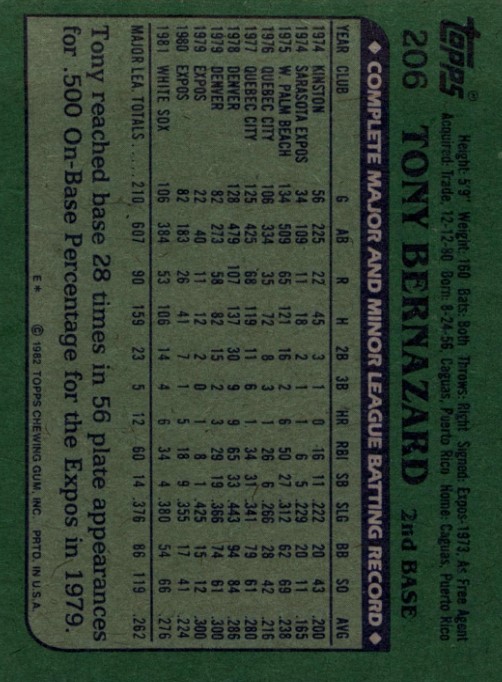 TOPPS®
206 TONY BERNAZARD 2nd BASE
Height: 5'9" Weight: 160 Bats: Both Throws: Right Signed: Expos-1973, As Free Agent
Acquired: Trade, 12-12-80 Born: 8-24-56, Caguas, Puerto Rico Home: Caguas, Puerto Rico
COMPLETE MAJOR AND MINOR LEAGUE BATTING RECORD
YEAR CLUB G AB R H 2B 3B HR RBI SB SLG BB SO AVG
1974 KINSTON 56 225 22 45 3 1 0 16 11 .222 20 43 .200
1974 SARASOTA EXPOS 34 109 11 18 2 1 1 6 5 .229 20 11 .165
1975 W. PALM BEACH 134 509 65 121 16 2 6 50 27 .312 62 69 .238
1976 QUEBEC CITY 106 334 35 72 8 3 1 26 6 .266 28 42 .216
1977 QUEBEC CITY 125 425 68 119 11 6 1 34 31 .341 79 61 .280
1978 DENVER 128 479 107 137 30 9 9 65 33 .443 94 84 .286
1979 DENVER 82 273 58 82 15 2 3 29 19 .366 74 61 .300
1979 EXPOS 22 40 11 12 2 0 1 8 1 .425 15 12 .300
1980 EXPOS 82 183 26 41 7 1 5 18 9 .355 17 41 .224
1981 WHITE SOX 106 384 53 106 14 4 6 34 4 .380 54 66 .276
MAJOR LEA. TOTALS.....210 607 90 159 23 5 12 60 14 .376 86 119 .262
Tony reached base 28 times in 56 plate appearances
for .500 On-Base Percentage for the Expos in 1979.
E* © 1982 TOPPS CHEWING GUM, INC. PRTD. IN U.S.A.